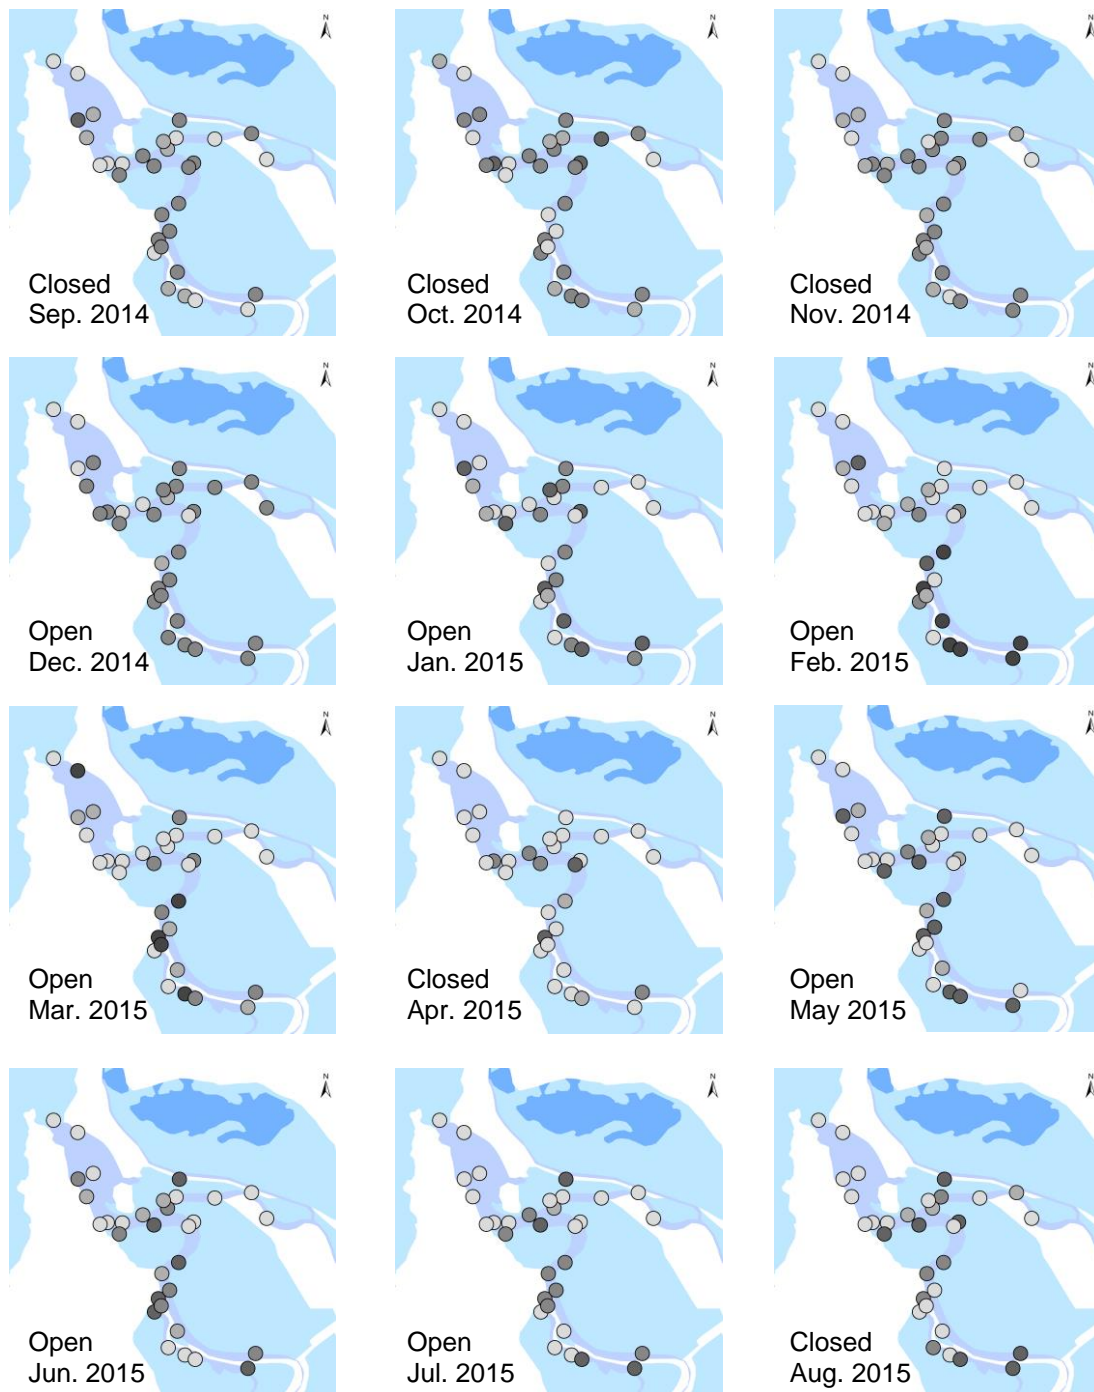 N
N
N
Closed
Sep. 2014
Closed
Oct. 2014
Closed
Nov. 2014
N
N
N
Open
Dec. 2014
Open
Jan. 2015
Open
Feb. 2015
N
N
N
Open
Mar. 2015
Closed
Apr. 2015
Open
May 2015
N
N
N
Open
Jun. 2015
Open
Jul. 2015
Closed
Aug. 2015